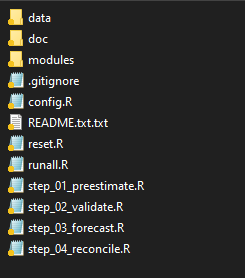 data
doc
modules
.gitignore
config.R
README.txt.txt
reset.R
runall.R
step_01_preestimate.R
step_02_validate.R
step_03_forecast.R
step_04_reconcile.R